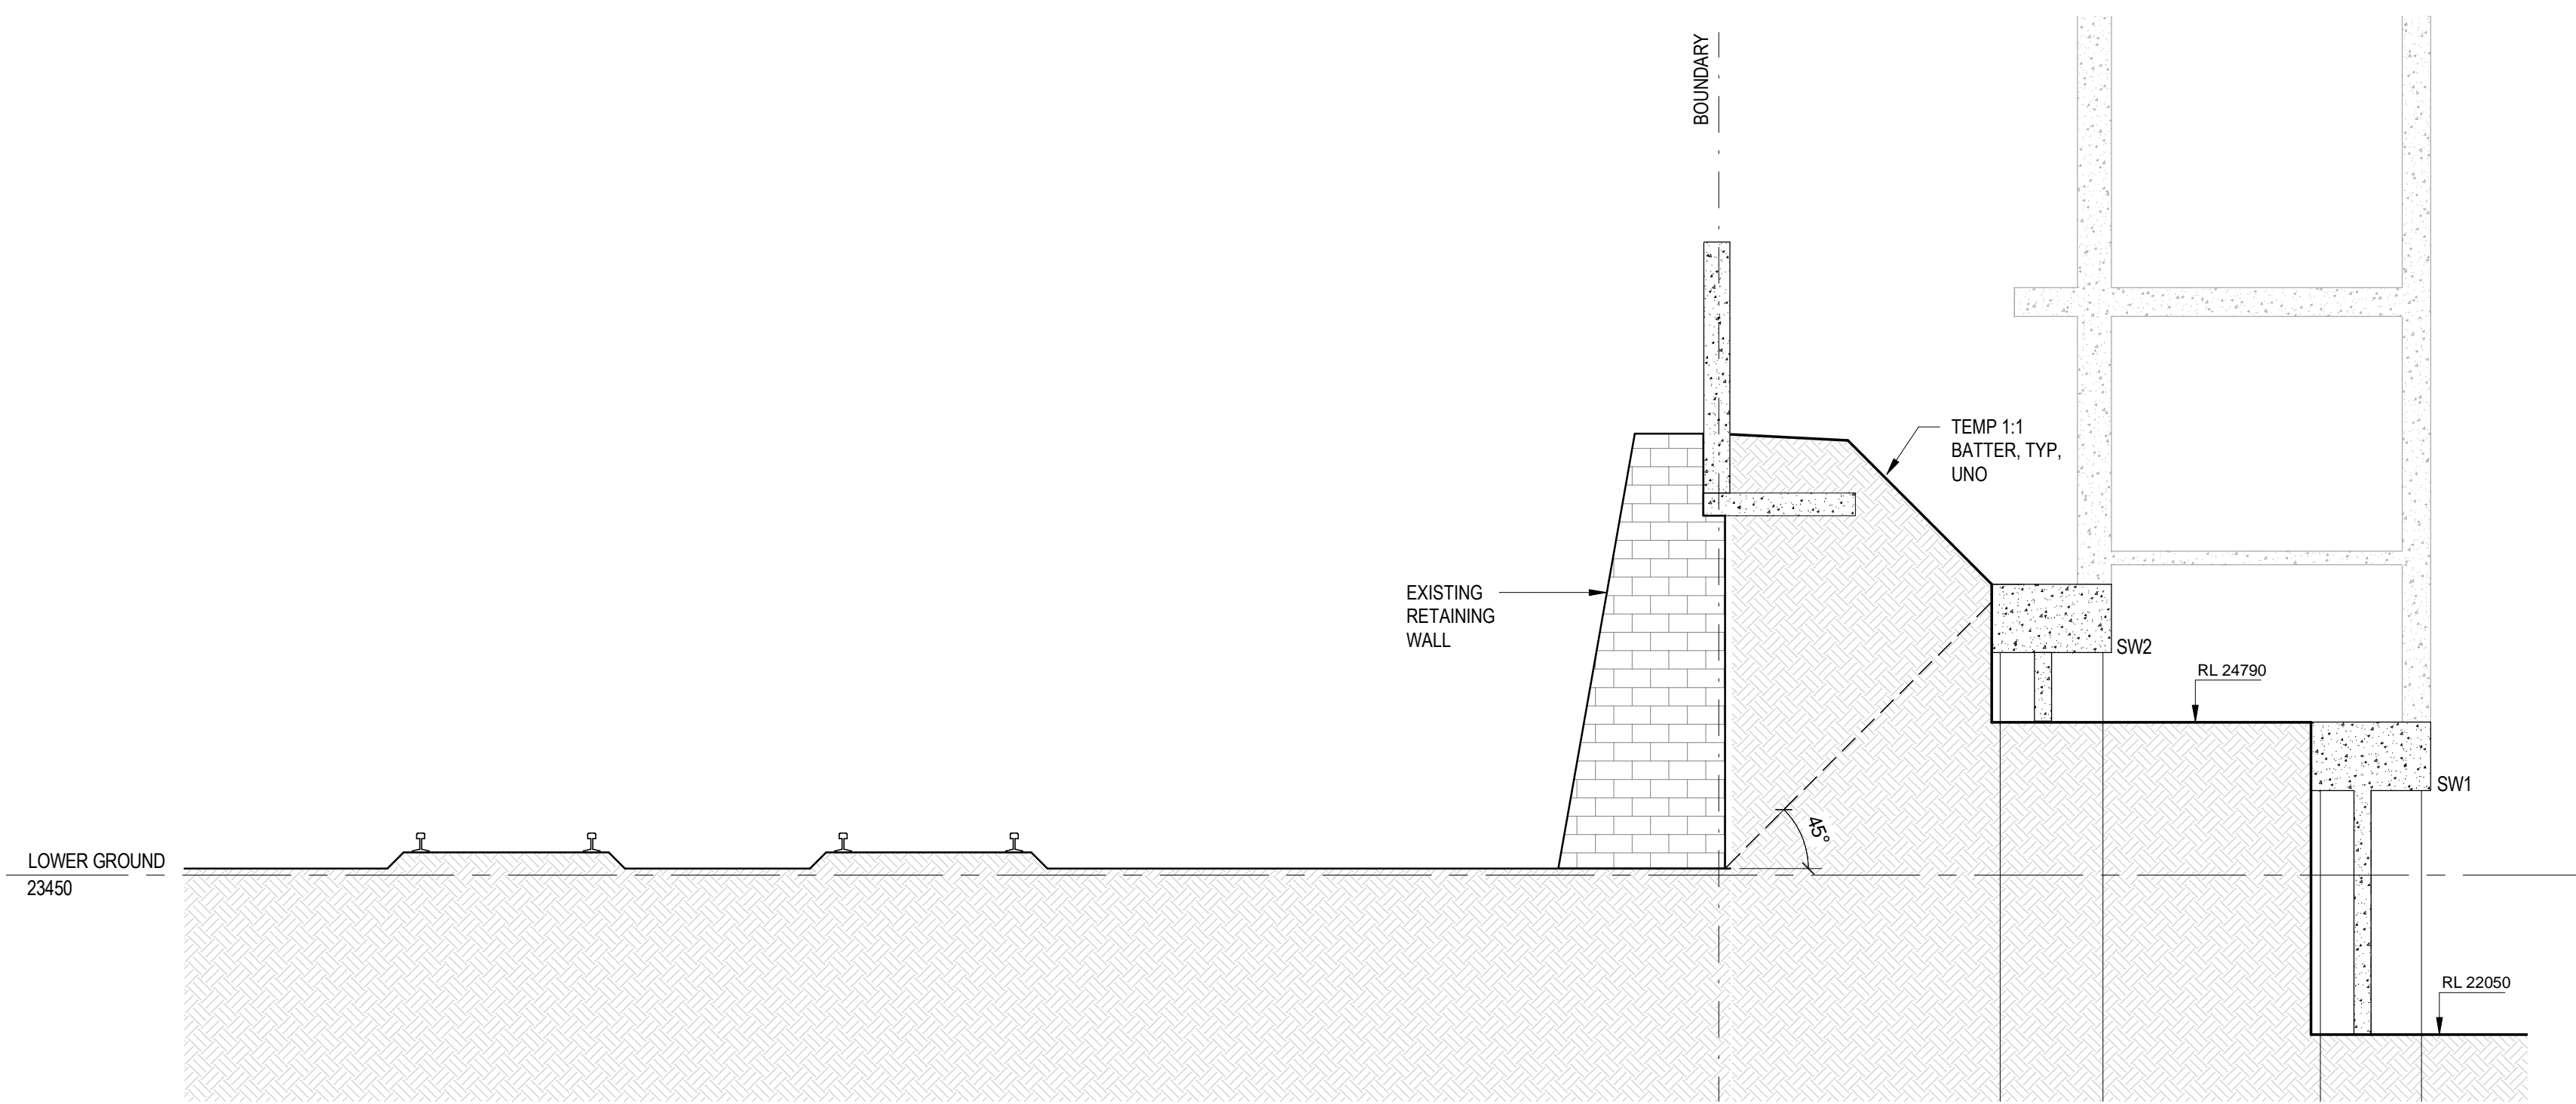 BOUNDARY
TEMP 1:1
BATTER, TYP,
UNO
EXISTING
RETAINING
WALL
SW2
RL 24790
SW1
45°
LOWER GROUND
23450
RL 22050